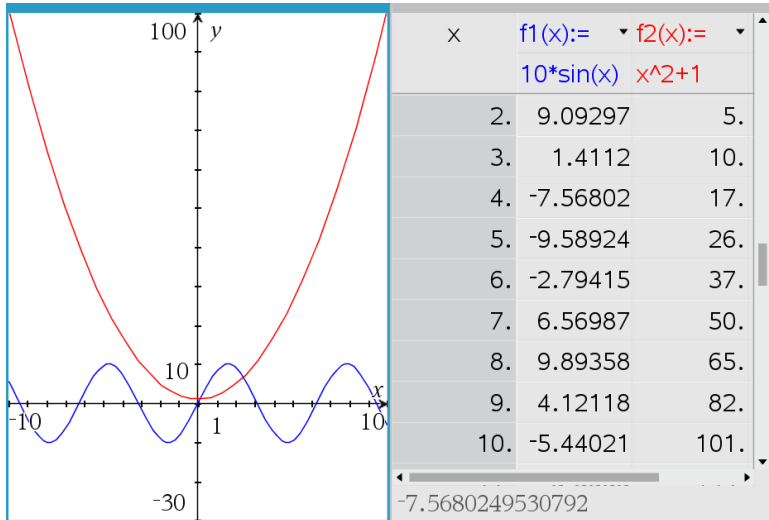 100 y
10
x
-10 1 10
-30
x f1(x):= f2(x):=
10*sin(x) x^2+1
2. 9.09297 5.
3. 1.4112 10.
4. -7.56802 17.
5. -9.58924 26.
6. -2.79415 37.
7. 6.56987 50.
8. 9.89358 65.
9. 4.12118 82.
10. -5.44021 101.
-7.5680249530792